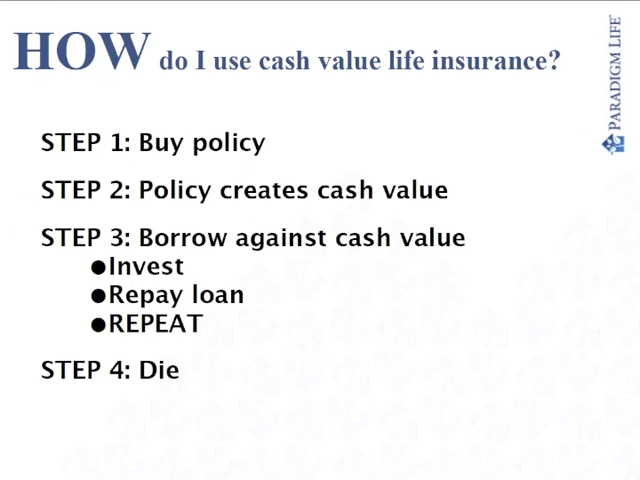 HOW do I use cash value life insurance?
PARADIGM LIFE
STEP 1: Buy policy
STEP 2: Policy creates cash value
STEP 3: Borrow against cash value
●Invest
●Repay loan
●REPEAT
STEP 4: Die